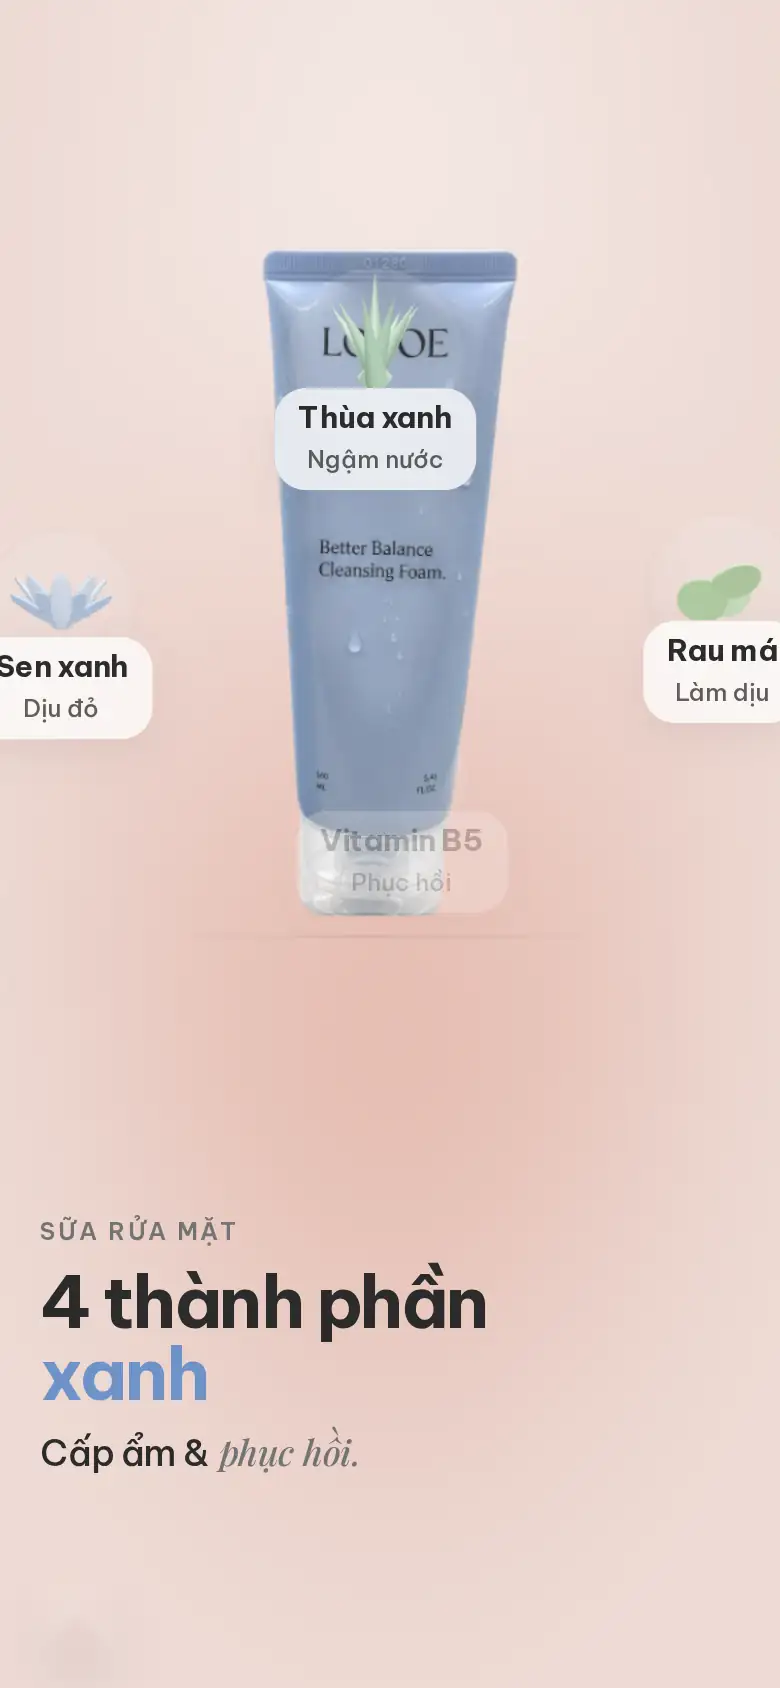 Thùa xanh
Ngậm nước
Better Balance
Cleansing Foam.
Sen xanh
Dịu đỏ
Rau má
Làm dịu
Vitamin B5
Phục hồi
SỮA RỬA MẶT
4 thành phần
xanh
Cấp ẩm & phục hồi.